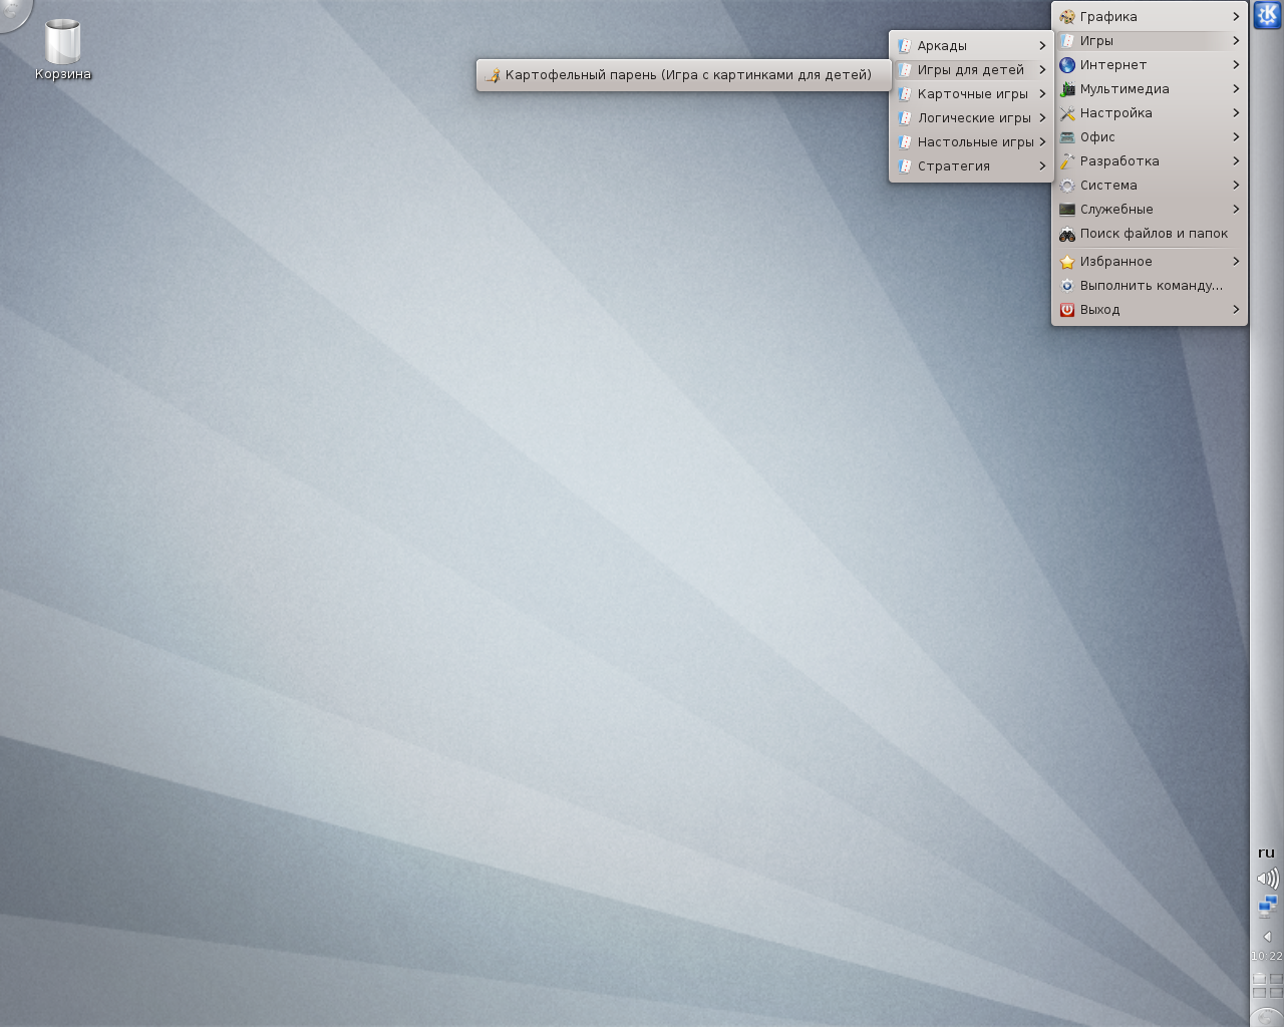 Корзина
Картофельный парень (Игра с картинками для детей)
Аркады
Игры для детей
Карточные игры
Логические игры
Настольные игры
Стратегия
Графика
Игры
Интернет
Мультимедиа
Настройка
Офис
Разработка
Система
Служебные
Поиск файлов и папок
Избранное
Выполнить команду...
Выход
ru
10:22